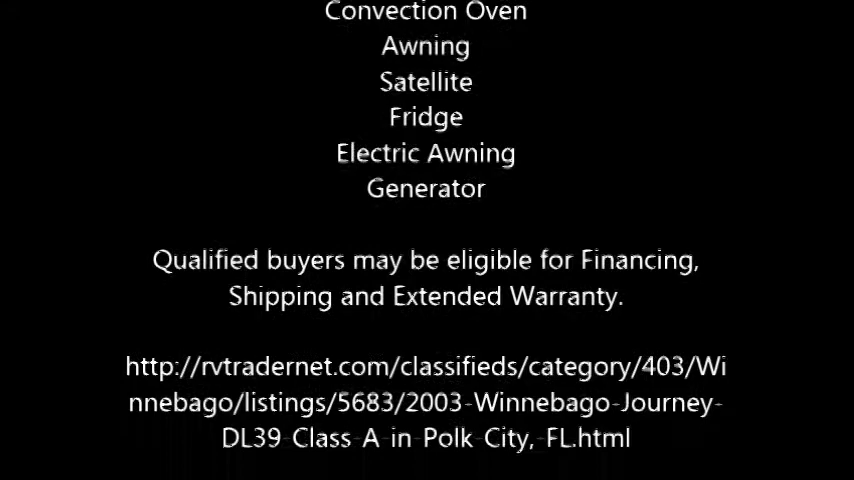 Convection Oven
Awning
Satellite
Fridge
Electric Awning
Generator
Qualified buyers may be eligible for Financing,
Shipping and Extended Warranty.
http://rvtradernet.com/classifieds/category/403/Wi
nnebago/listings/5683/2003-Winnebago-Journey-
DL39-Class-A-in-Polk-City,-FL.html